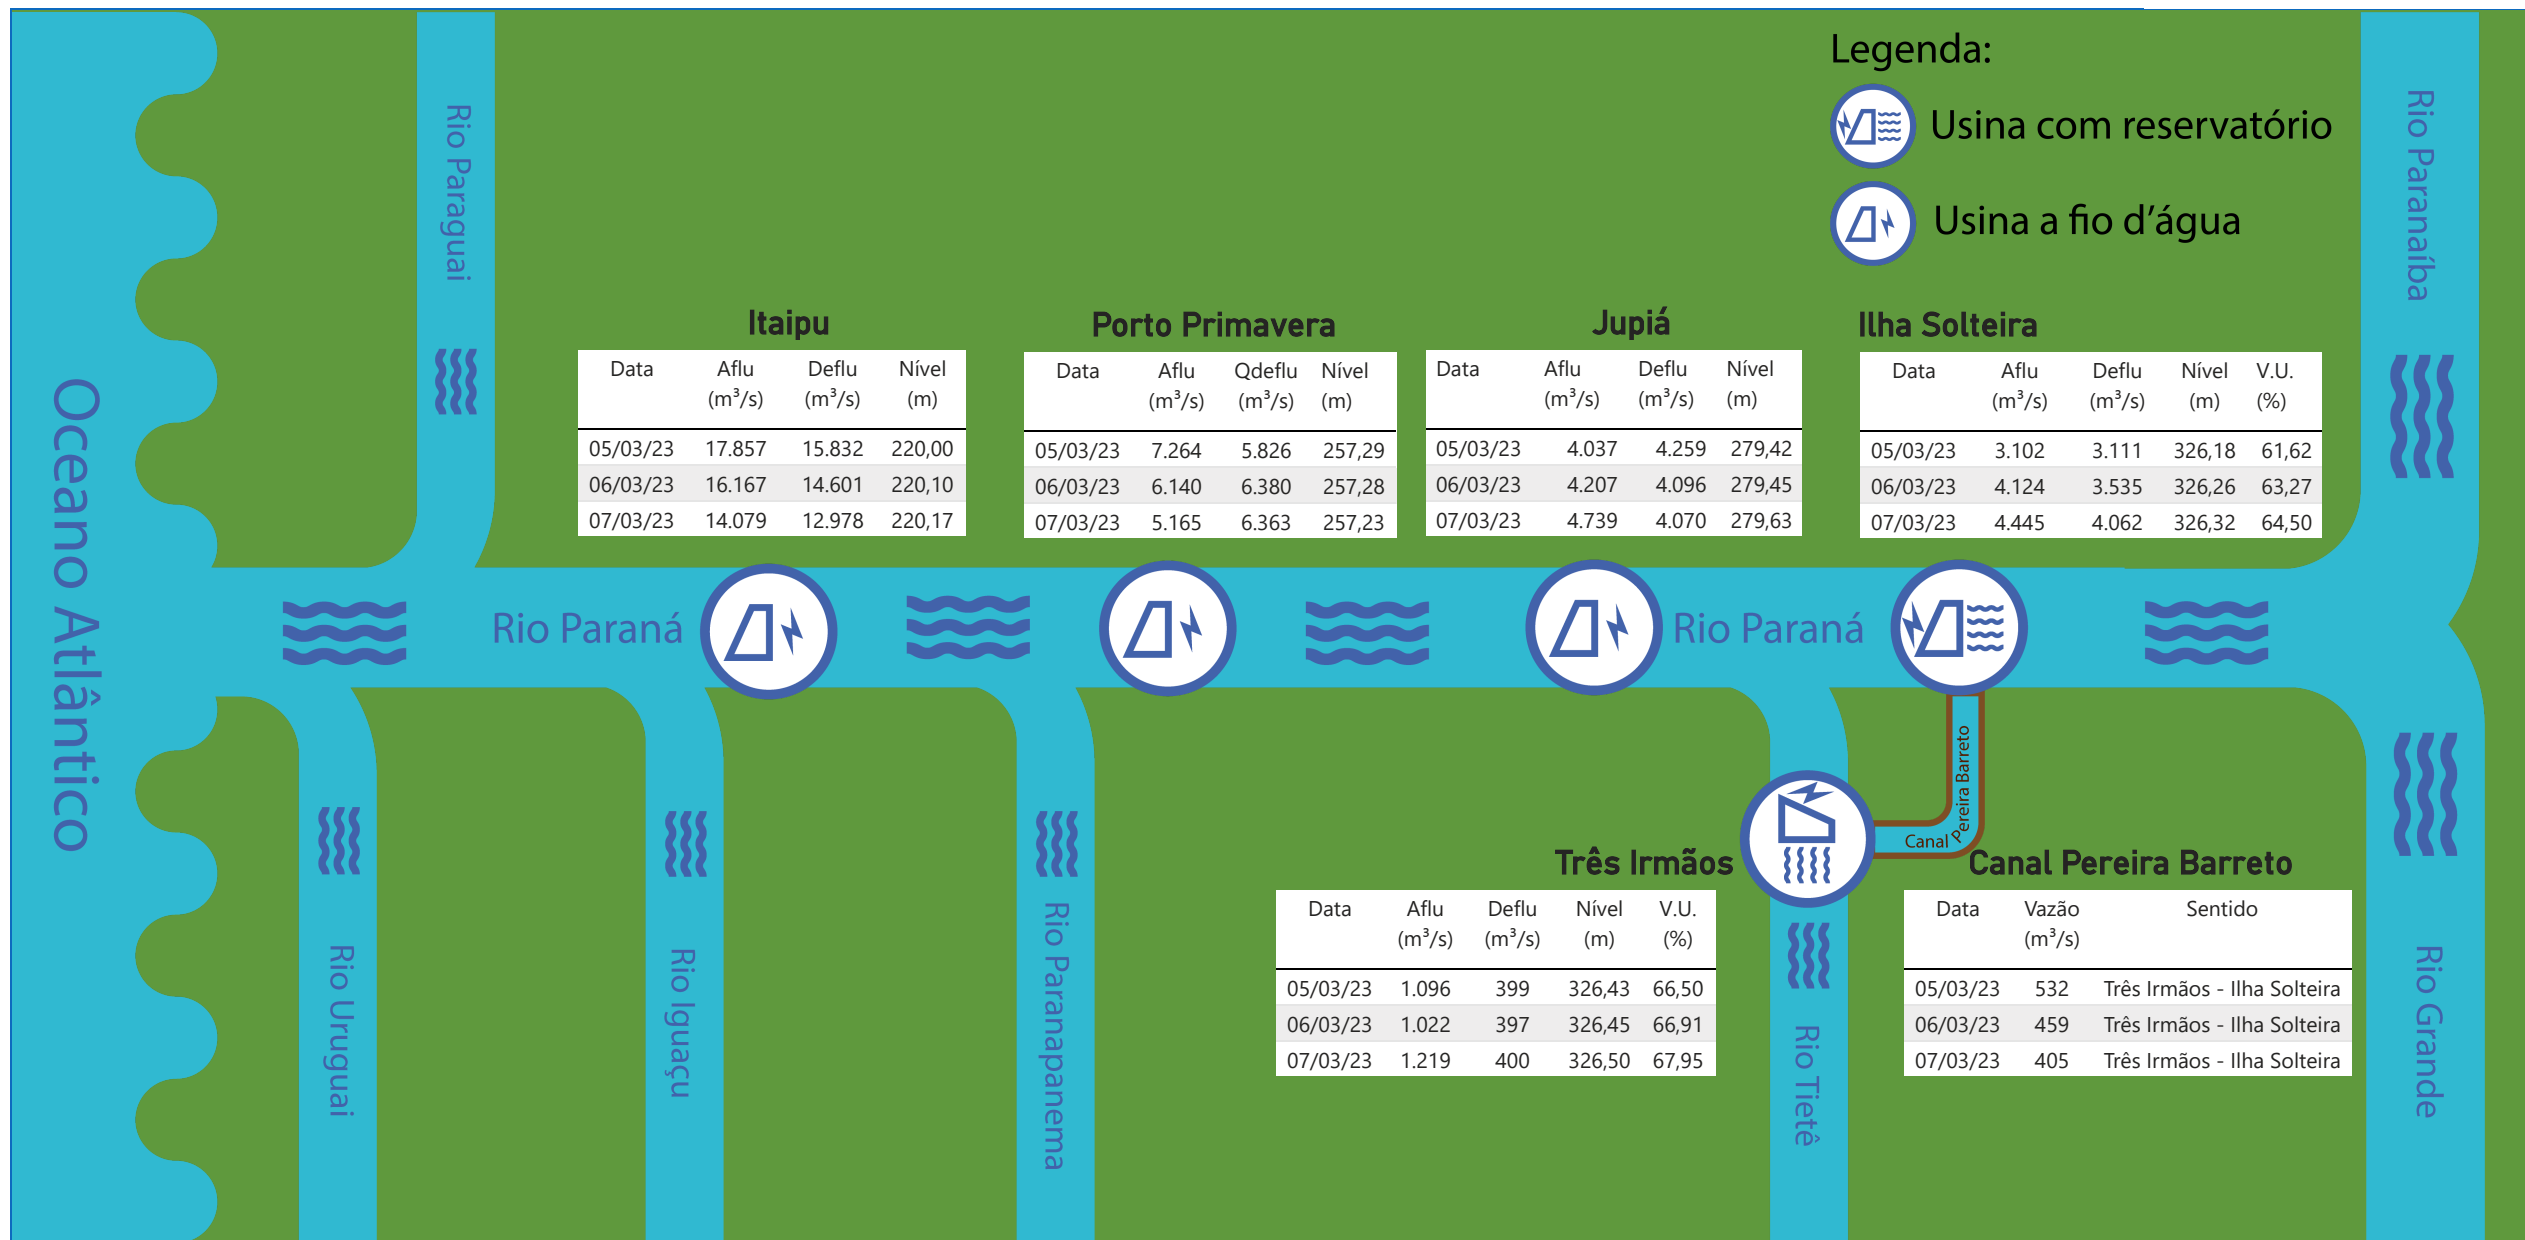 Legenda:
Usina com reservatório
Usina a fio d'água
Oceano Atlântico
Rio Paraguai
Rio Paranaíba
Itaipu
Data Aflu Deflu Nível
(m³/s) (m³/s) (m)
05/03/23 17.857 15.832 220,00
06/03/23 16.167 14.601 220,10
07/03/23 14.079 12.978 220,17
Porto Primavera
Data Aflu Qdeflu Nível
(m³/s) (m³/s) (m)
05/03/23 7.264 5.826 257,29
06/03/23 6.140 6.380 257,28
07/03/23 5.165 6.363 257,23
Jupiá
Data Aflu Deflu Nível
(m³/s) (m³/s) (m)
05/03/23 4.037 4.259 279,42
06/03/23 4.207 4.096 279,45
07/03/23 4.739 4.070 279,63
Ilha Solteira
Data Aflu Deflu Nível V.U.
(m³/s) (m³/s) (m) (%)
05/03/23 3.102 3.111 326,18 61,62
06/03/23 4.124 3.535 326,26 63,27
07/03/23 4.445 4.062 326,32 64,50
Rio Paraná
Rio Paraná
Canal Pereira Barreto
Três Irmãos
Data Aflu Deflu Nível V.U.
(m³/s) (m³/s) (m) (%)
05/03/23 1.096 399 326,43 66,50
06/03/23 1.022 397 326,45 66,91
07/03/23 1.219 400 326,50 67,95
Canal Pereira Barreto
Data Vazão Sentido
(m³/s)
05/03/23 532 Três Irmãos - Ilha Solteira
06/03/23 459 Três Irmãos - Ilha Solteira
07/03/23 405 Três Irmãos - Ilha Solteira
Rio Uruguai
Rio Iguaçu
Rio Paranapanema
Rio Tietê
Rio Grande